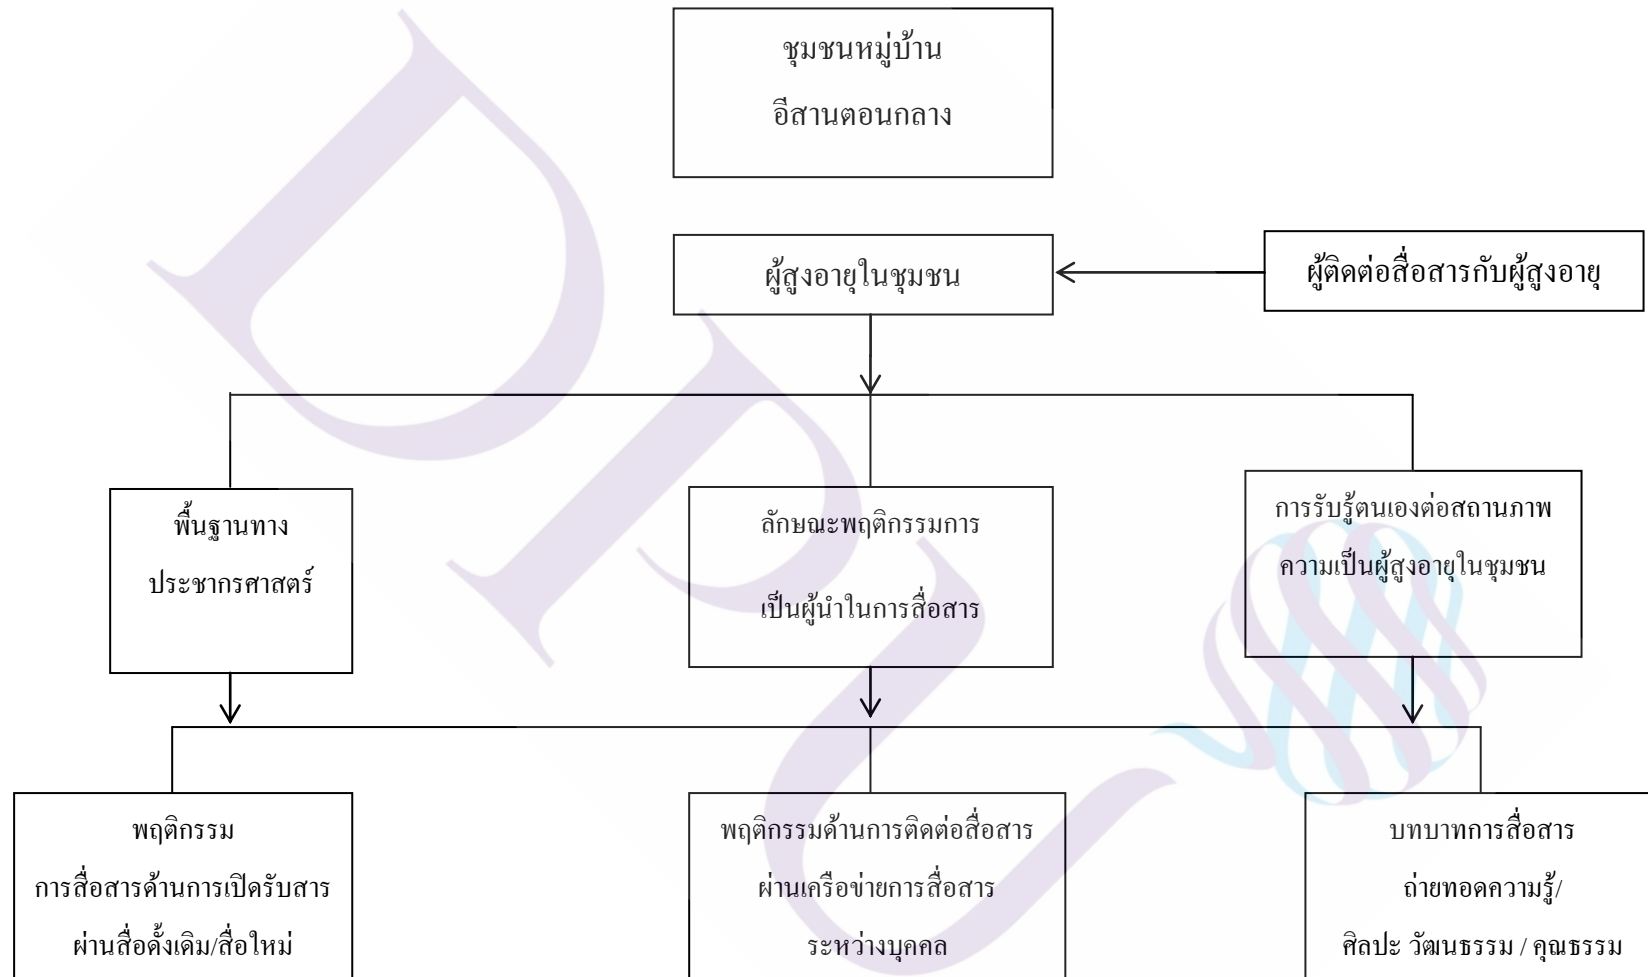 ชุมชนหมู่บ้าน
อีสานตอนกลาง
ผู้สูงอายุในชุมชน
ผู้ติดต่อสื่อสารกับผู้สูงอายุ
พื้นฐานทาง
ประชากรศาสตร์
ลักษณะพฤติกรรมการ
เป็นผู้นำในการสื่อสาร
การรับรู้ตนเองต่อสถานภาพ
ความเป็นผู้สูงอายุในชุมชน
พฤติกรรม
การสื่อสารด้านการเปิดรับสาร
ผ่านสื่อดั้งเดิม/สื่อใหม่
พฤติกรรมด้านการติดต่อสื่อสาร
ผ่านเครือข่ายการสื่อสาร
ระหว่างบุคคล
บทบาทการสื่อสาร
ถ่ายทอดความรู้/
ศิลปะ วัฒนธรรม / คุณธรรม
DPU